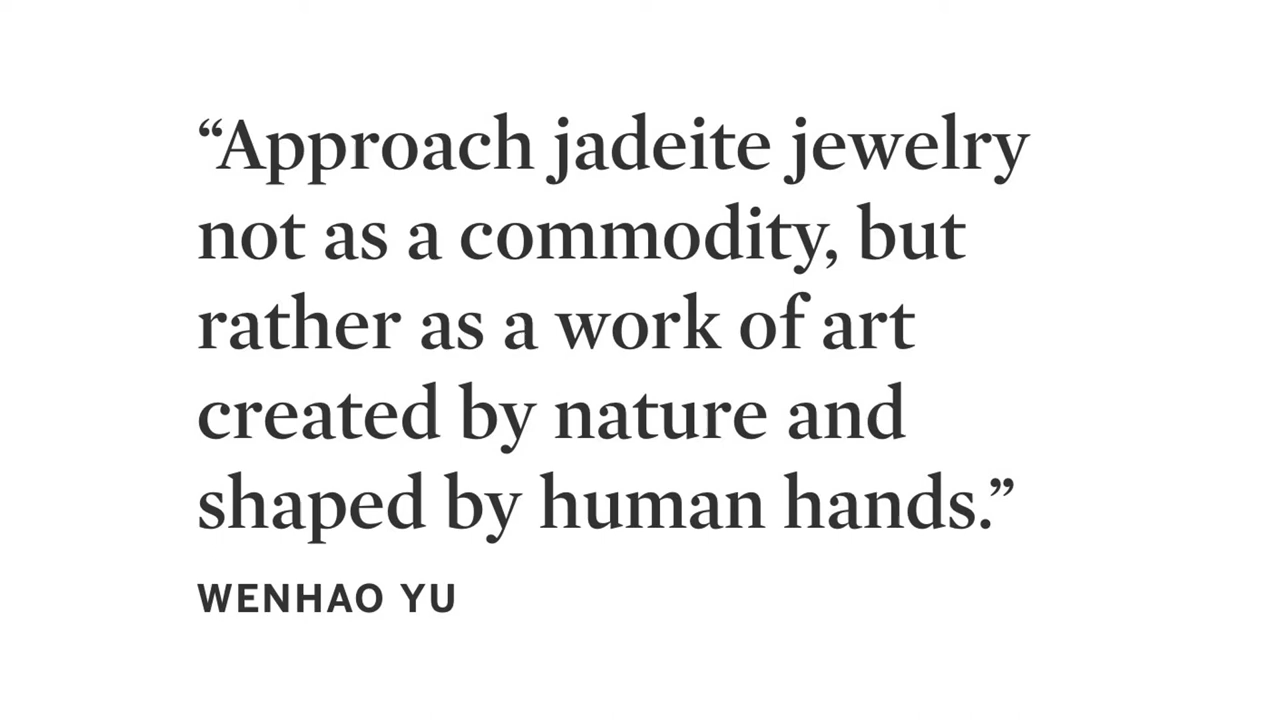 “Approach jadeite jewelry
not as a commodity, but
rather as a work of art
created by nature and
shaped by human hands.”
WENHAO YU